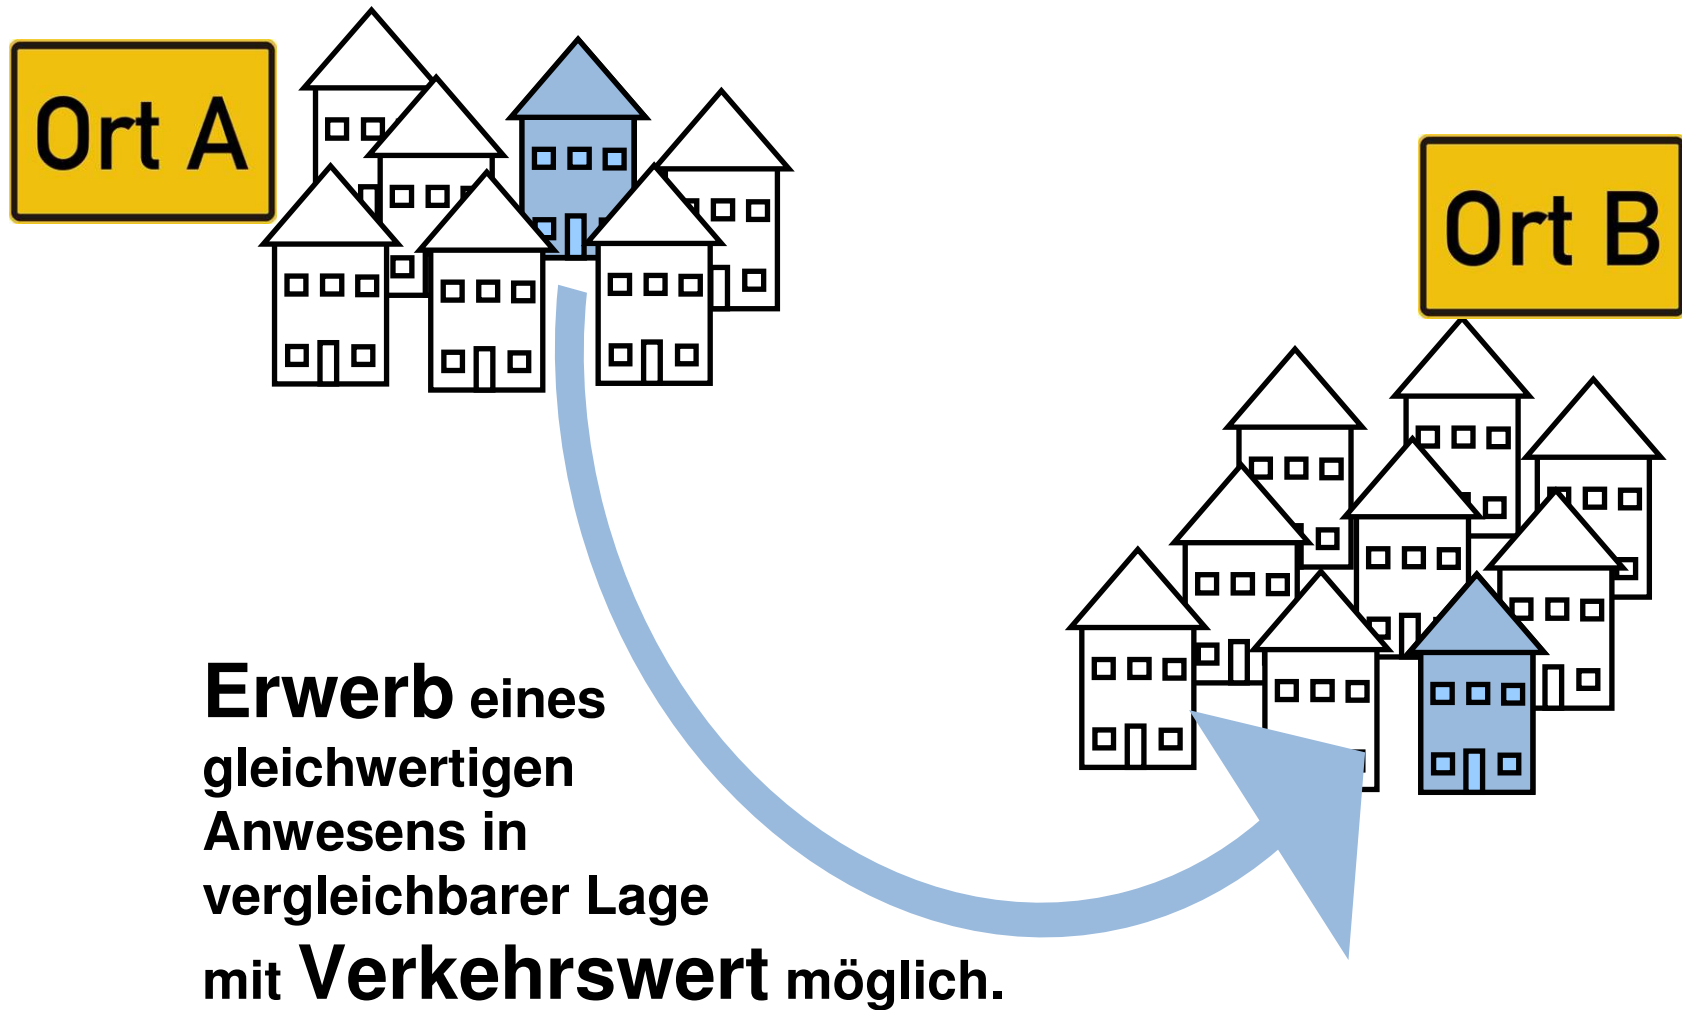 Ort A
Ort B
Erwerb eines
gleichwertigen
Anwesens in
vergleichbarer Lage
mit Verkehrswert möglich.